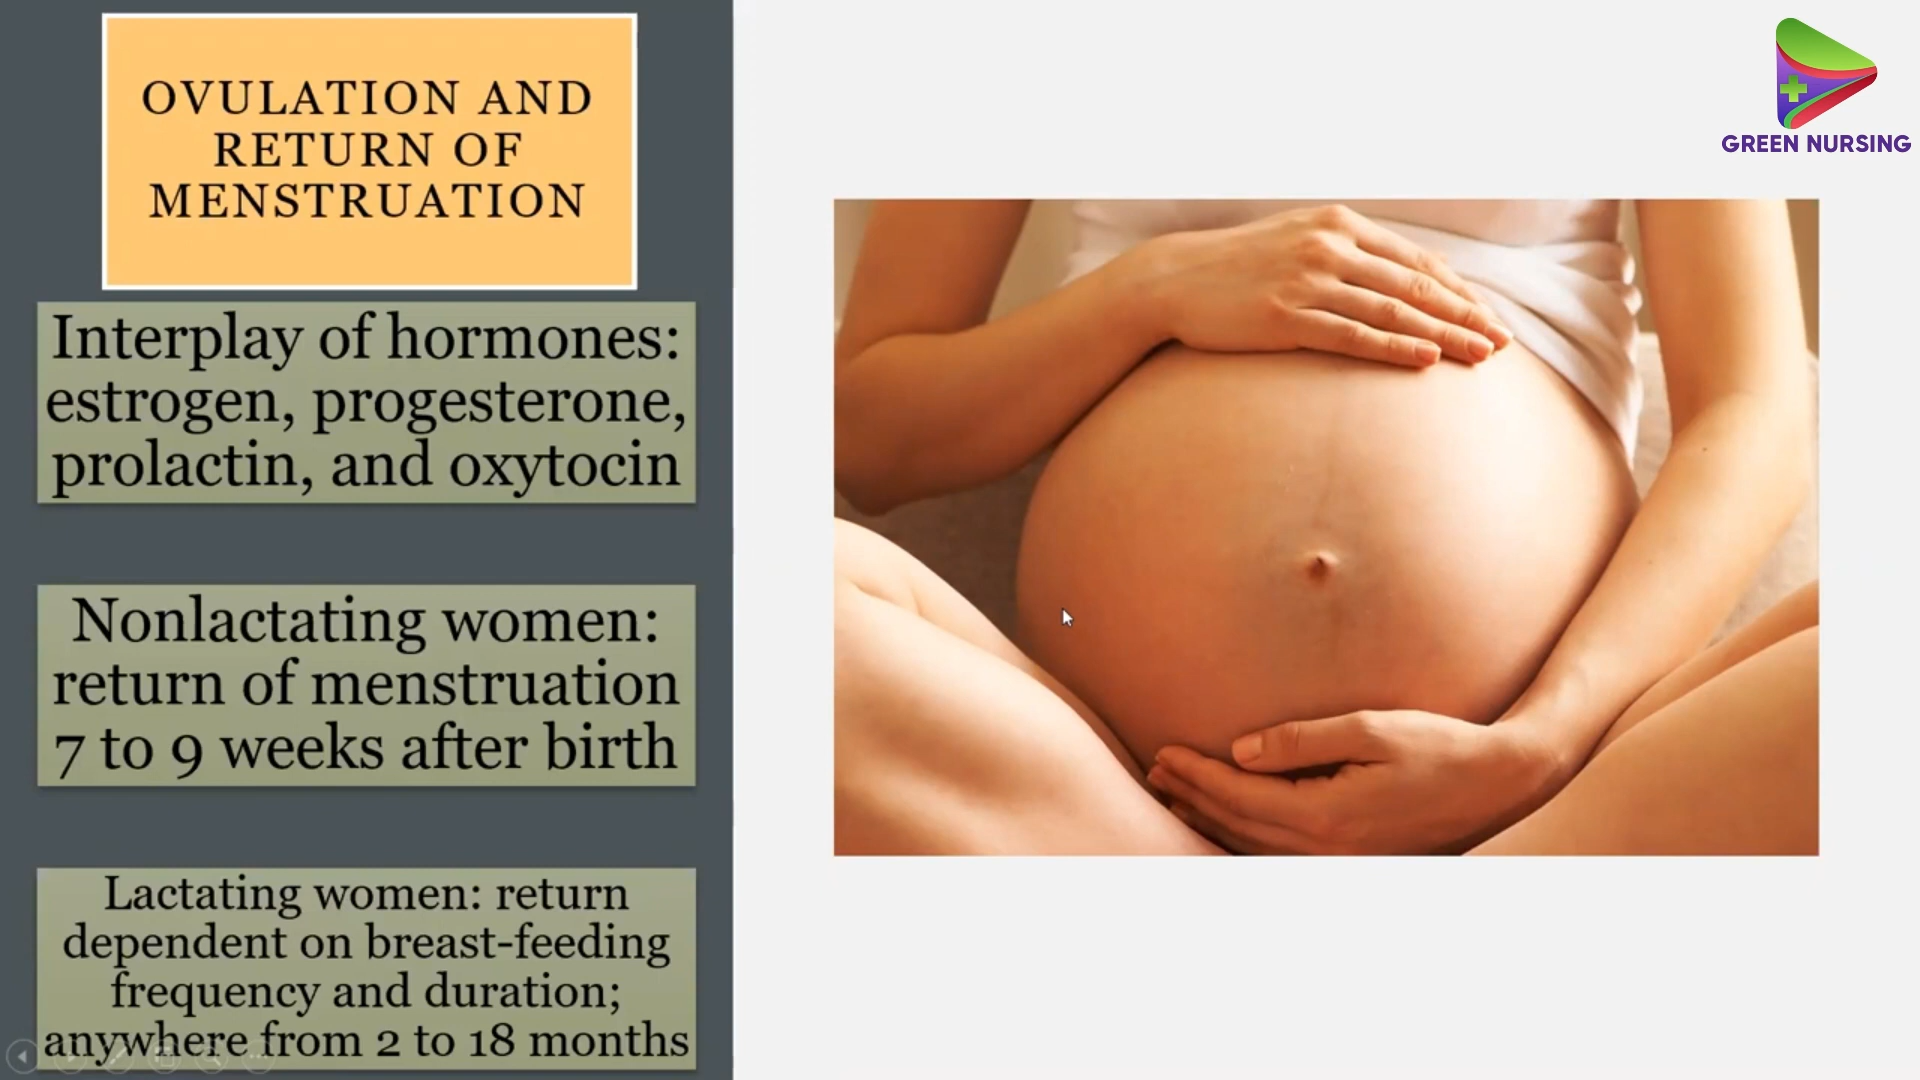 OVULATION AND
RETURN OF
MENSTRUATION
Interplay of hormones:
estrogen, progesterone,
prolactin, and oxytocin
Nonlactating women:
return of menstruation
7 to 9 weeks after birth
Lactating women: return
dependent on breast-feeding
frequency and duration;
anywhere from 2 to 18 months
GREEN NURSING